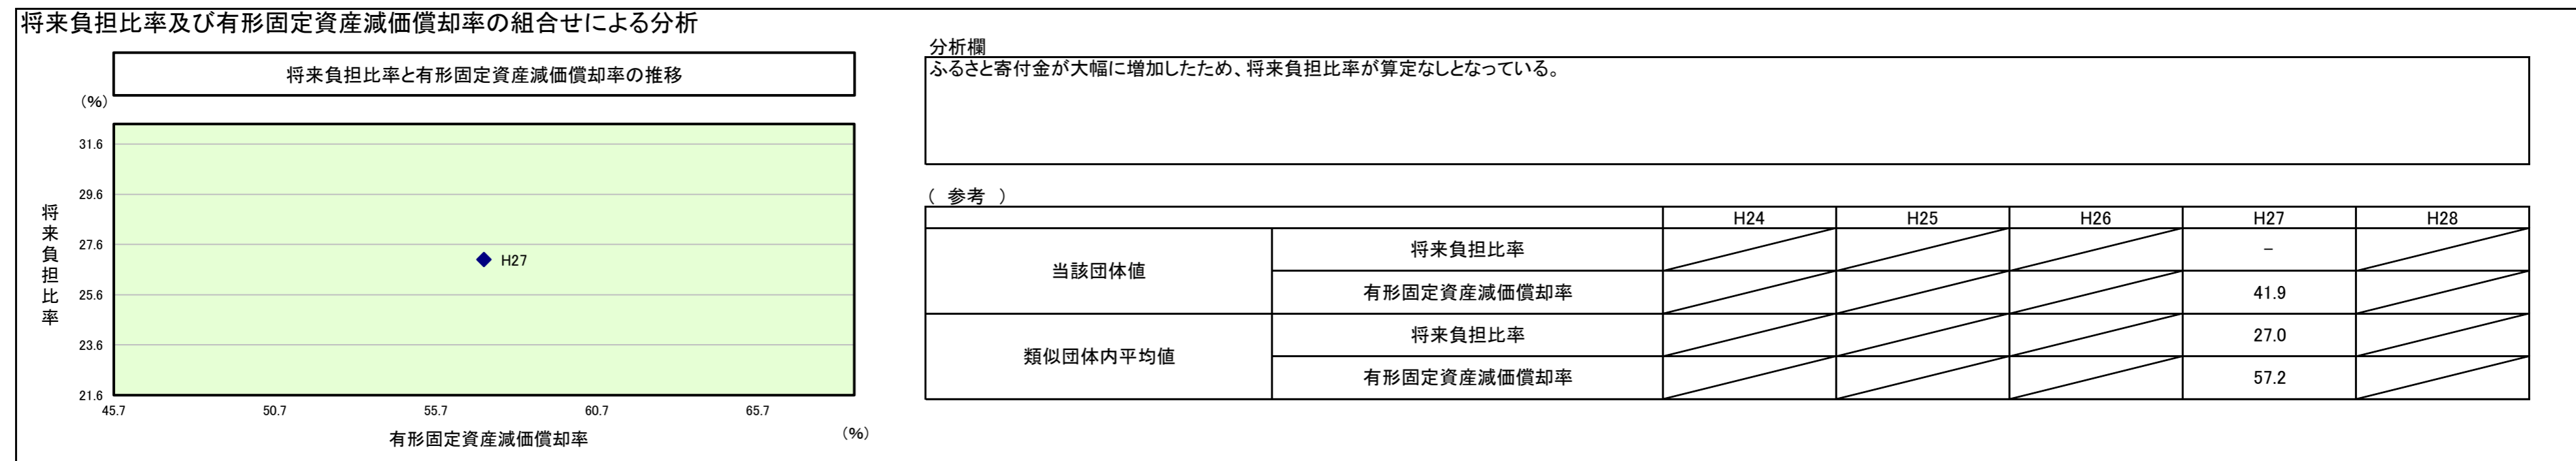 将来負担比率及び有形固定資産減価償却率の組合せによる分析
将来負担比率と有形固定資産減価償却率の推移
(%)
31.6
29.6
27.6
25.6
23.6
21.6
将来負担比率
H27
45.7 50.7 55.7 60.7 65.7
有形固定資産減価償却率
(%)
分析欄
ふるさと寄付金が大幅に増加したため、将来負担比率が算定なしとなっている。
( 参考 )
H24 H25 H26 H27 H28
当該団体値
将来負担比率 -
有形固定資産減価償却率 41.9
類似団体内平均値
将来負担比率 27.0
有形固定資産減価償却率 57.2